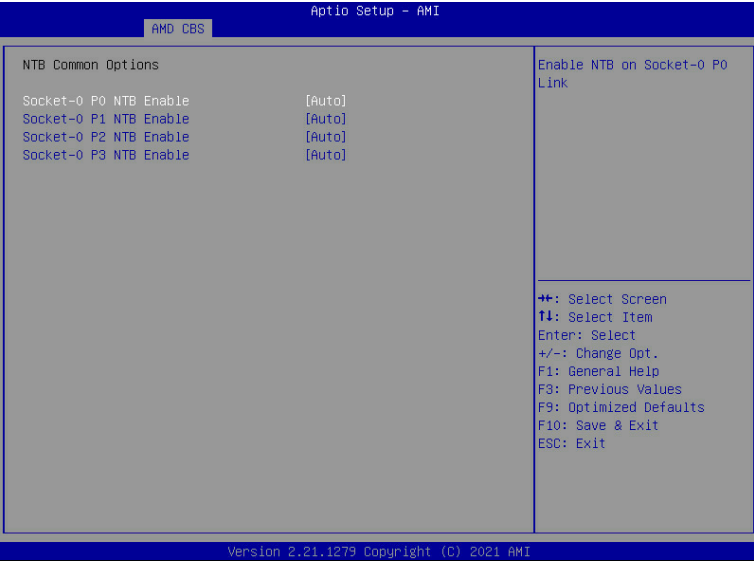 Aptio Setup – AMI
AMD CBS
NTB Common Options
Socket-0 P0 NTB Enable [Auto]
Socket-0 P1 NTB Enable [Auto]
Socket-0 P2 NTB Enable [Auto]
Socket-0 P3 NTB Enable [Auto]
Enable NTB on Socket-0 P0
Link
→←: Select Screen
↑↓: Select Item
Enter: Select
+/-: Change Opt.
F1: General Help
F3: Previous Values
F9: Optimized Defaults
F10: Save & Exit
ESC: Exit
Version 2.21.1279 Copyright (C) 2021 AMI